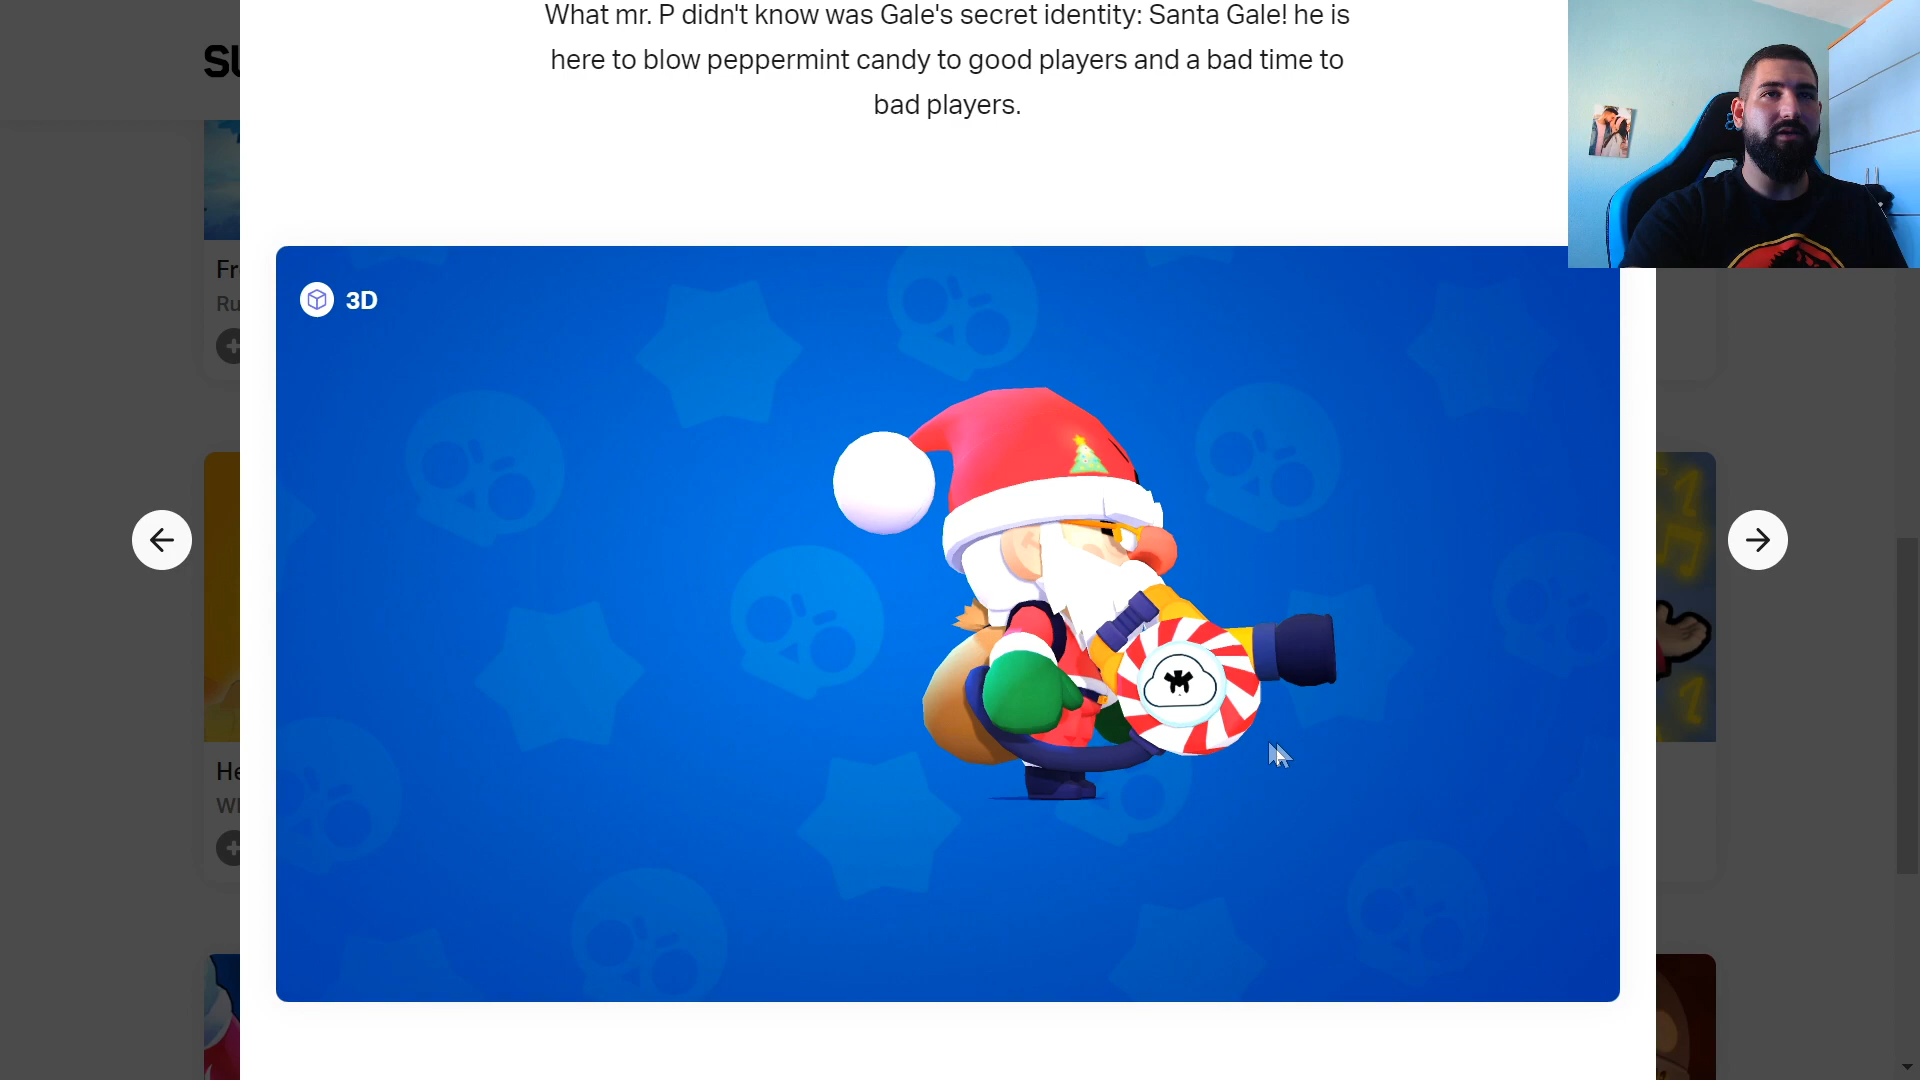 What mr. P didn't know was Gale's secret identity: Santa Gale! he is
here to blow peppermint candy to good players and a bad time to
bad players.
3D